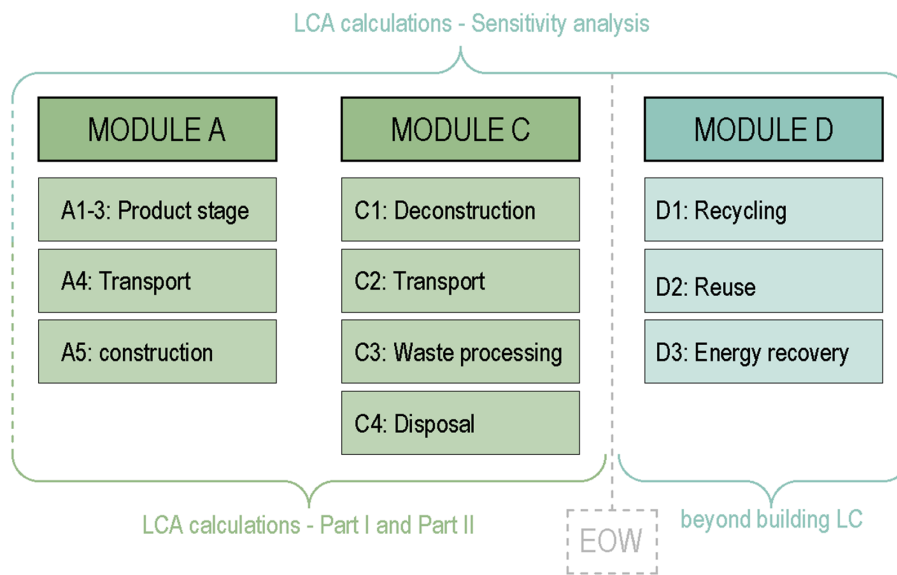 LCA calculations - Sensitivity analysis
MODULE A
A1-3: Product stage
A4: Transport
A5: construction
MODULE C
C1: Deconstruction
C2: Transport
C3: Waste processing
C4: Disposal
MODULE D
D1: Recycling
D2: Reuse
D3: Energy recovery
LCA calculations - Part I and Part II
EOW
beyond building LC